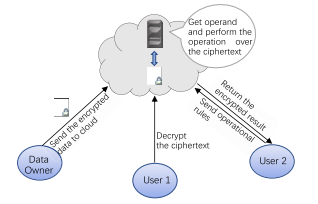 Get operand
and perform the
operation over
the ciphertext
Send the encrypted
data to cloud
Decrypt
the ciphertext
Return the
encrypted result
Send operational
rules
Data
Owner
User 1
User 2